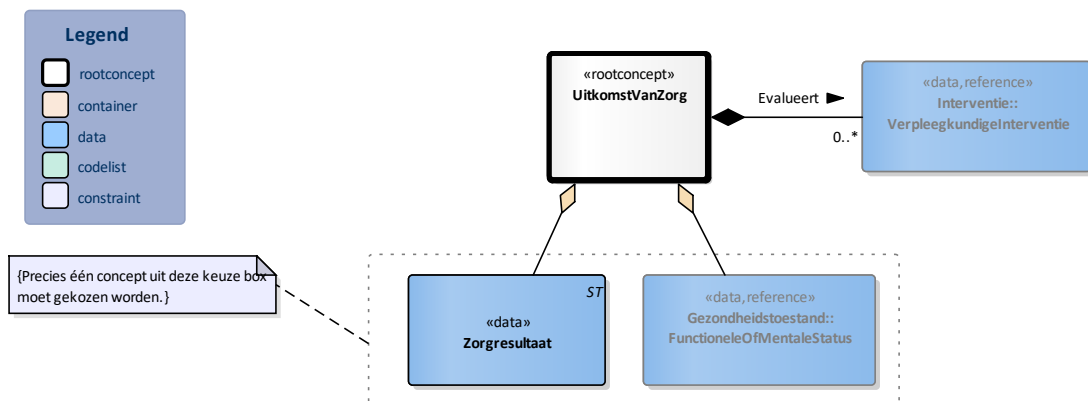 Legend
rootconcept
container
data
codelist
constraint
«rootconcept»
UitkomstVanZorg
Evalueert
0..*
«data,reference»
Interventie::
VerpleegkundigeInterventie
{Precies één concept uit deze keuze box
moet gekozen worden.}
ST
«data»
Zorgresultaat
«data,reference»
Gezondheidstoestand::
FunctioneleOfMentaleStatus